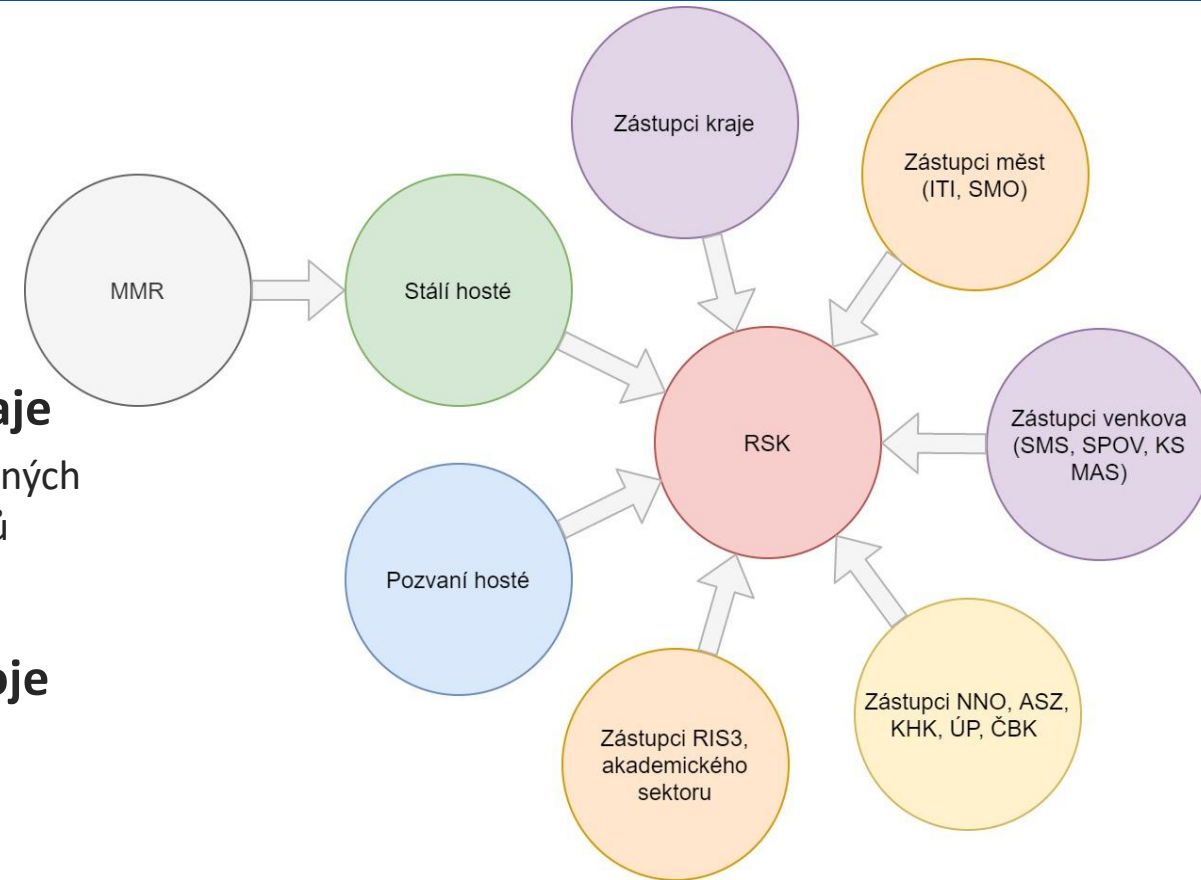 Zástupci kraje
Zástupci měst
(ITI, SMO)
MMR
Stálí hosté
Zástupci venkova
(SMS, SPOV, KS
MAS)
RSK
Pozvaní hosté
Zástupci NNO, ASZ,
KHK, ÚP, ČBK
Zástupci RIS3,
akademického
sektoru
aje
ných
ů
oje